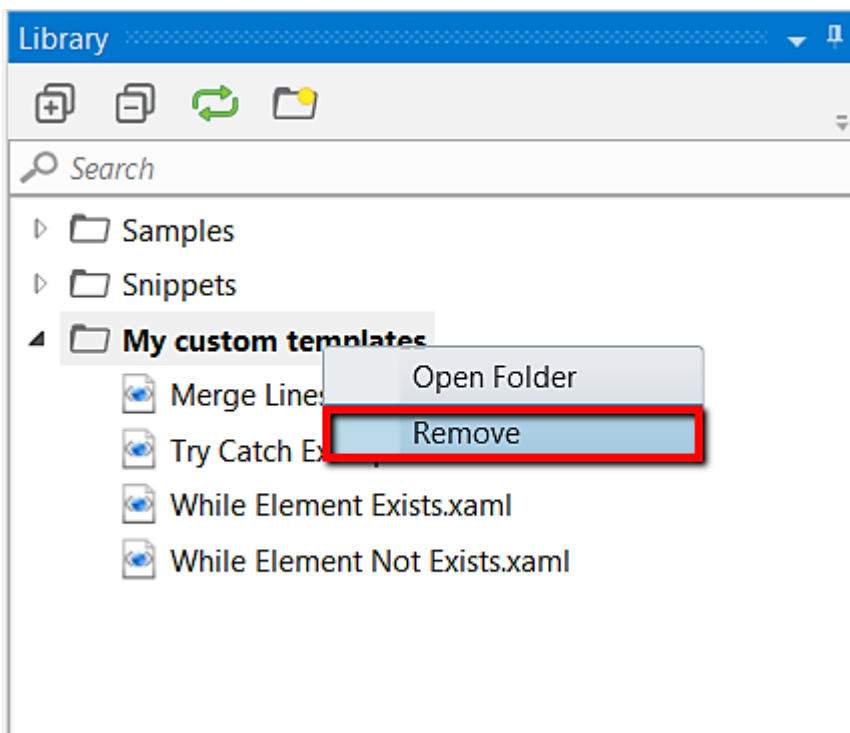 Library
Search
Samples
Snippets
My custom templates
Open Folder
Merge Lines
Remove
Try Catch Ex
While Element Exists.xaml
While Element Not Exists.xaml